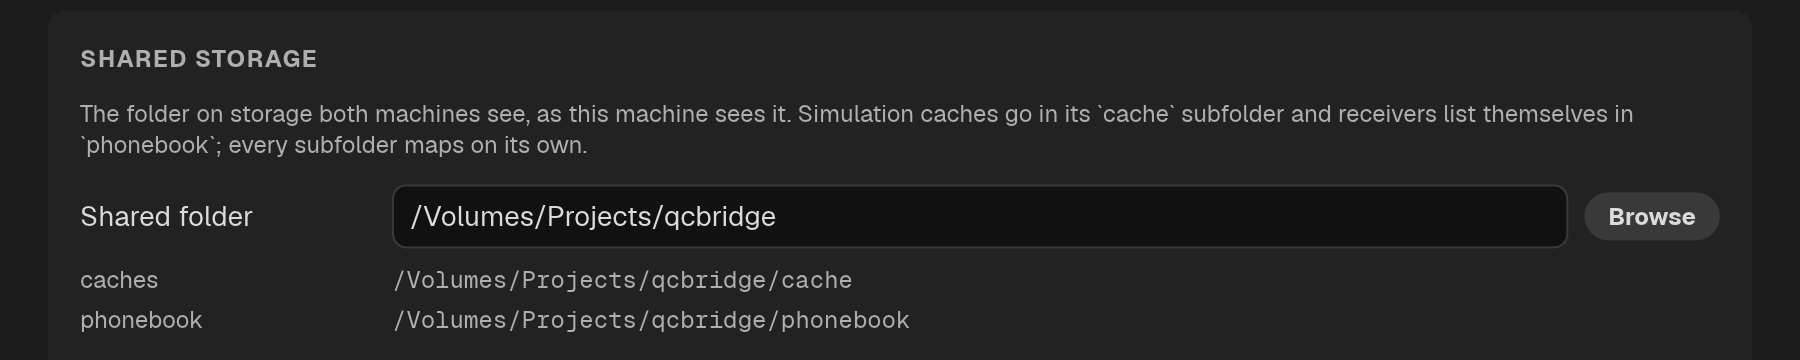 SHARED STORAGE
The folder on storage both machines see, as this machine sees it. Simulation caches go in its `cache` subfolder and receivers list themselves in
`phonebook`; every subfolder maps on its own.
Shared folder /Volumes/Projects/qcbridge Browse
caches /Volumes/Projects/qcbridge/cache
phonebook /Volumes/Projects/qcbridge/phonebook